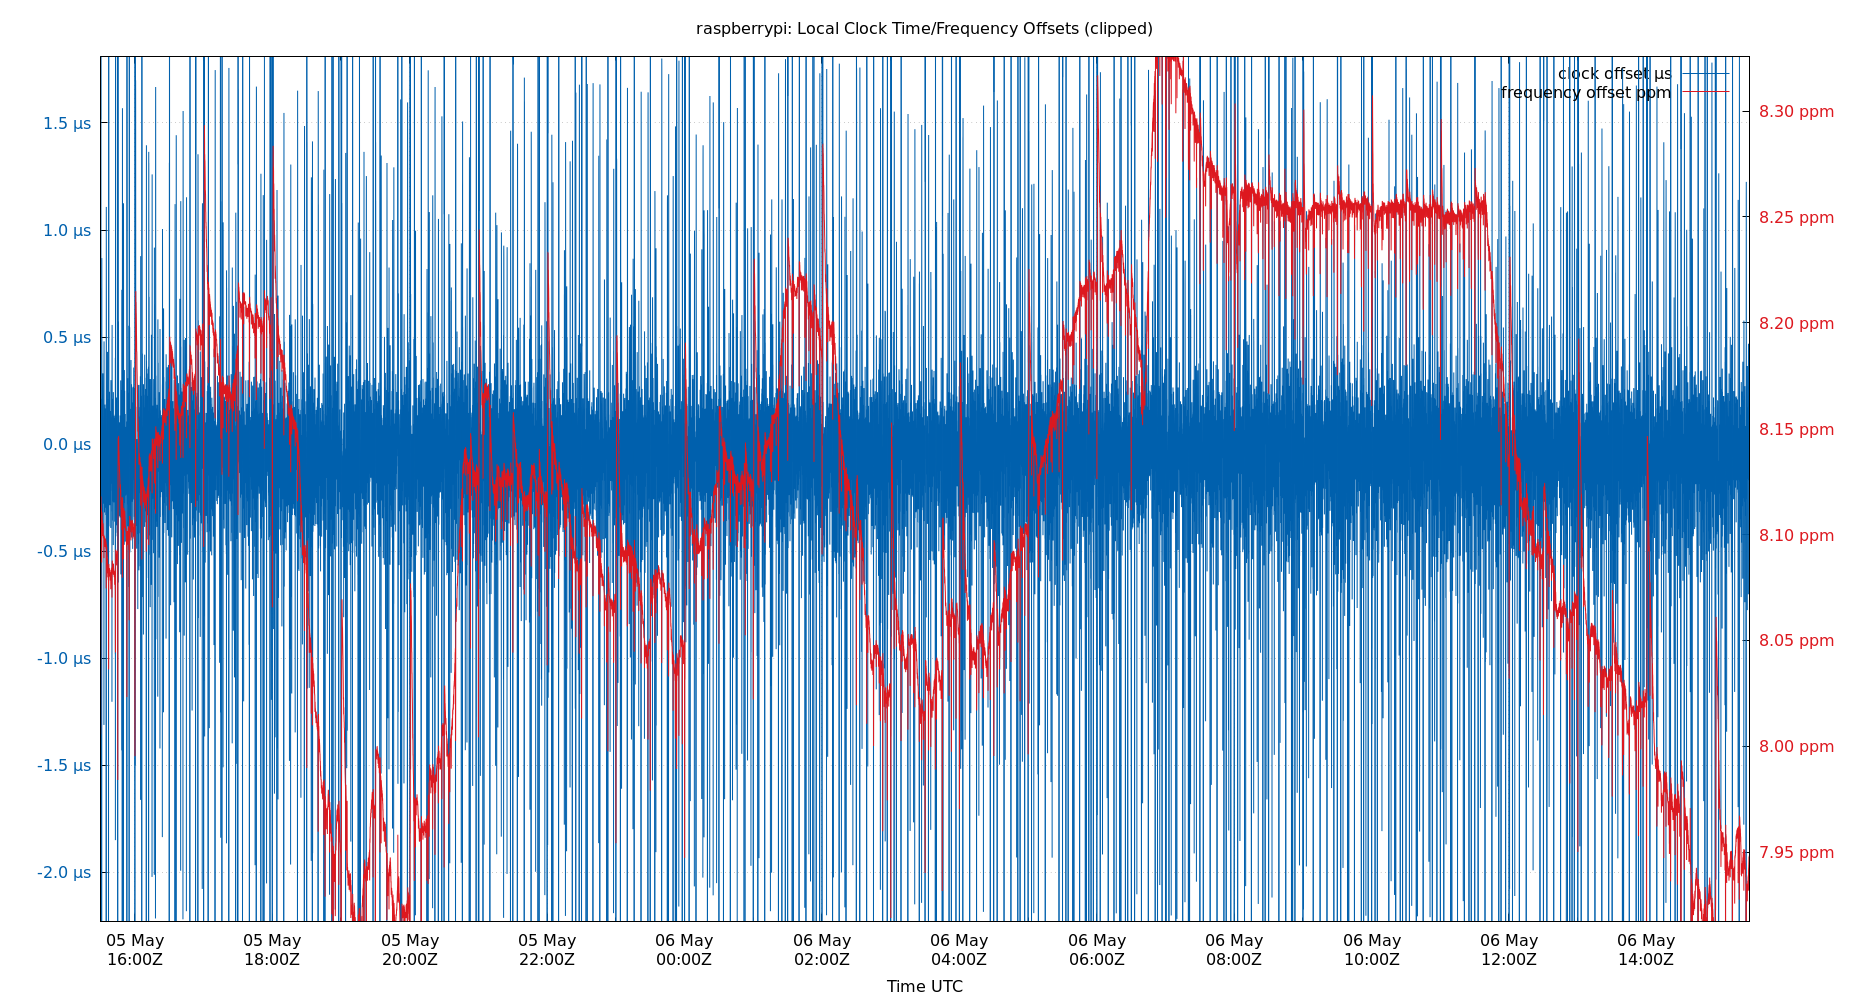 raspberrypi: Local Clock Time/Frequency Offsets (clipped)
clock offset µs
frequency offset ppm
1.5 µs
1.0 µs
0.5 µs
0.0 µs
-0.5 µs
-1.0 µs
-1.5 µs
-2.0 µs
8.30 ppm
8.25 ppm
8.20 ppm
8.15 ppm
8.10 ppm
8.05 ppm
8.00 ppm
7.95 ppm
05 May 05 May 05 May 05 May 06 May 06 May 06 May 06 May 06 May 06 May 06 May 06 May
16:00Z 18:00Z 20:00Z 22:00Z 00:00Z 02:00Z 04:00Z 06:00Z 08:00Z 10:00Z 12:00Z 14:00Z
Time UTC